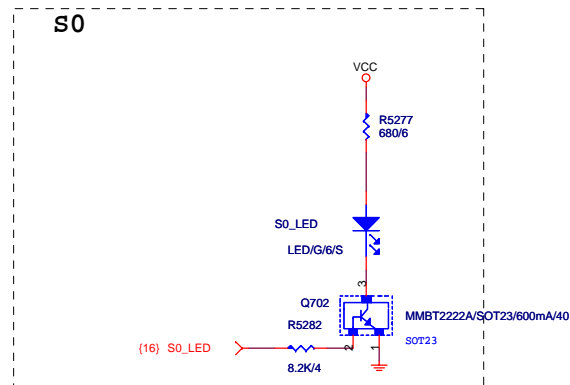 S0
VCC
R5277
680/6
S0_LED
LED/G/6/S
3
Q702
MMBT2222A/SOT23/600mA/40
R5282
SOT23
{16} S0_LED
2
1
8.2K/4